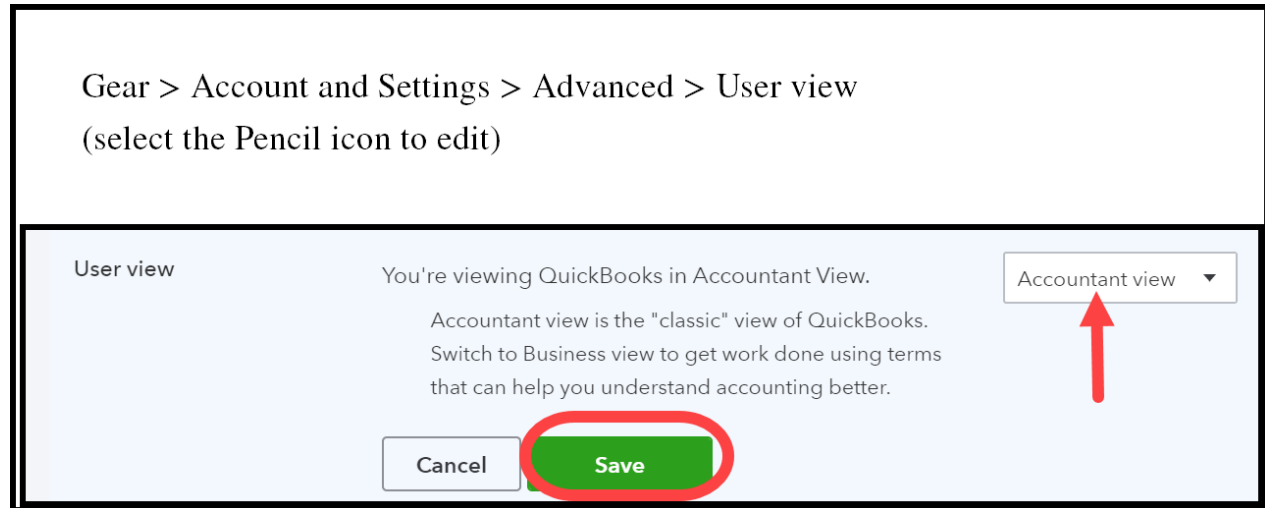 Gear > Account and Settings > Advanced > User view
(select the Pencil icon to edit)
User view
You're viewing QuickBooks in Accountant View.
Accountant view
Accountant view is the "classic" view of QuickBooks.
Switch to Business view to get work done using terms
that can help you understand accounting better.
Cancel
Save